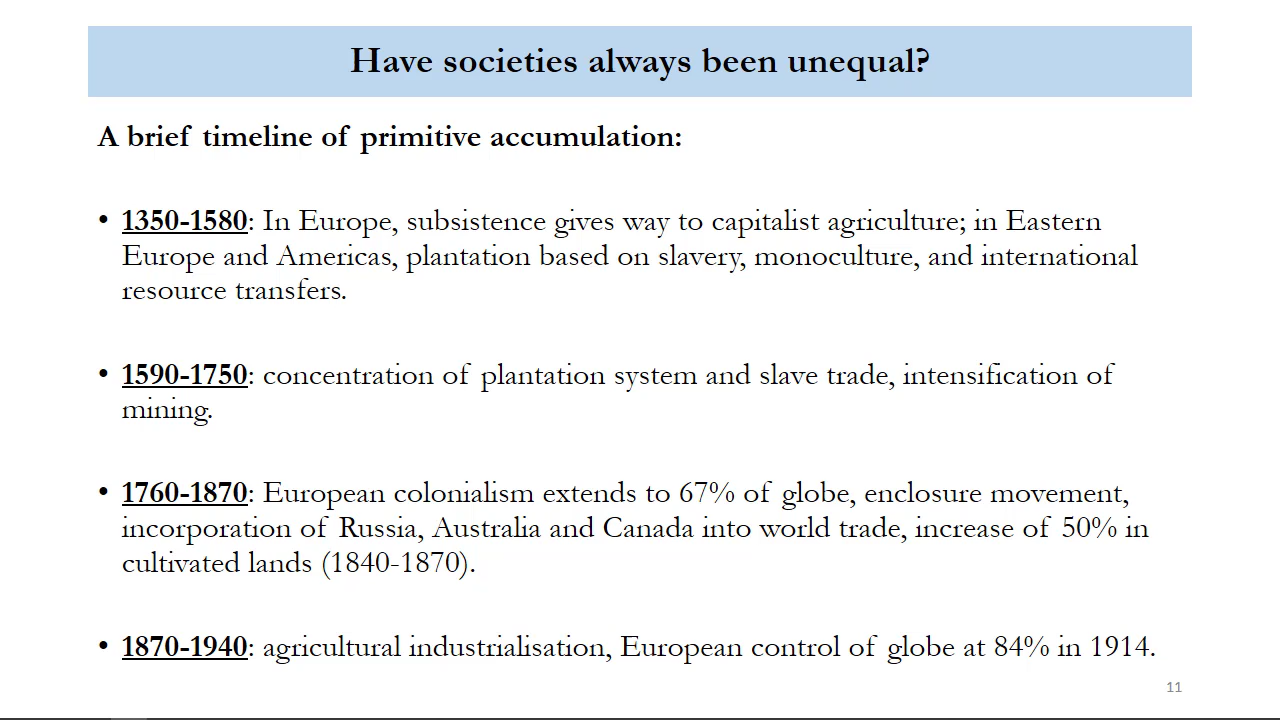 Have societies always been unequal?
A brief timeline of primitive accumulation:
• 1350-1580: In Europe, subsistence gives way to capitalist agriculture; in Eastern
Europe and Americas, plantation based on slavery, monoculture, and international
resource transfers.
• 1590-1750: concentration of plantation system and slave trade, intensification of
mining.
• 1760-1870: European colonialism extends to 67% of globe, enclosure movement,
incorporation of Russia, Australia and Canada into world trade, increase of 50% in
cultivated lands (1840-1870).
• 1870-1940: agricultural industrialisation, European control of globe at 84% in 1914.
11